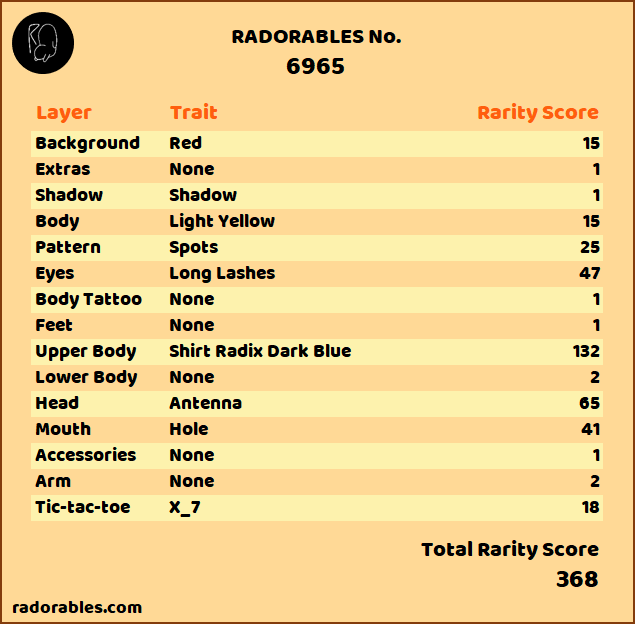 RADORABLES No.
6965
Layer Trait Rarity Score
Background Red 15
Extras None 1
Shadow Shadow 1
Body Light Yellow 15
Pattern Spots 25
Eyes Long Lashes 47
Body Tattoo None 1
Feet None 1
Upper Body Shirt Radix Dark Blue 132
Lower Body None 2
Head Antenna 65
Mouth Hole 41
Accessories None 1
Arm None 2
Tic-tac-toe X_7 18
Total Rarity Score
368
radorables.com